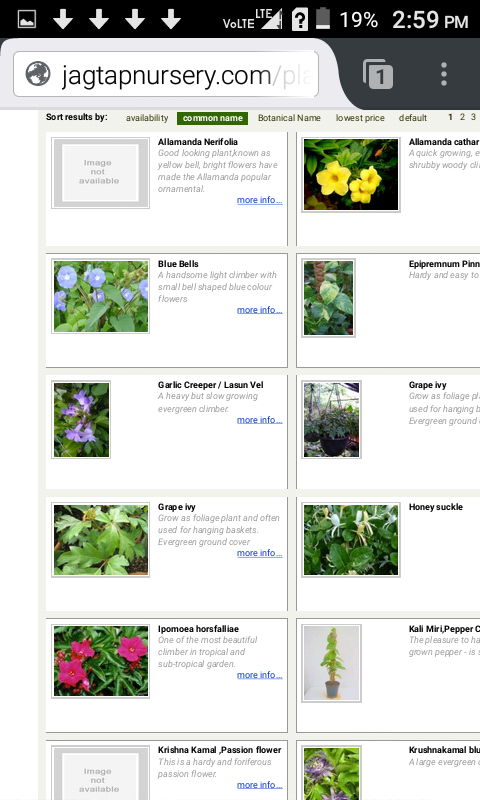 VoLTE LTE ? 19% 2:59 PM
jagtapnursery.com/pla
1
Sort results by: availability common name Botanical Name lowest price default 1 2 3
Image
not
available
Allamanda Nerifolia
Good looking plant,known as
yellow bell, bright flowers have
made the Allamanda popular
ornamental.
more info...
Allamanda cathar
A quick growing, e
shrubby woody cli
Blue Bells
A handsome light climber with
small bell shaped blue colour
flowers
more info...
Epipremnum Pinn
Hardy and easy to
Garlic Creeper / Lasun Vel
A heavy but slow growing
evergreen climber.
more info...
Grape ivy
Grow as foliage pla
used for hanging b
Evergreen ground
Grape ivy
Grow as foliage plant and often
used for hanging baskets.
Evergreen ground cover
more info...
Honey suckle
Ipomoea horsfalliae
One of the most beautiful
climber in tropical and
sub-tropical garden.
more info...
Kali Miri,Pepper C
The pleasure to ha
grown pepper - is s
Image
not
available
Krishna Kamal ,Passion flower
This is a hardy and foriferous
passion flower.
more info...
Krushnakamal blu
A large evergreen c